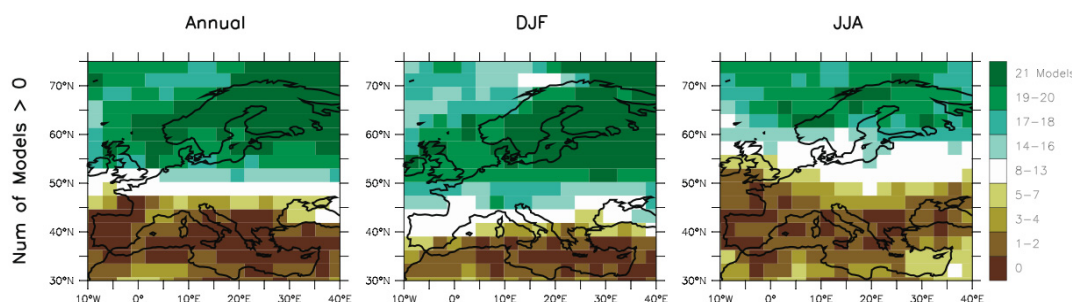 Annual DJF JJA
Num of Models > 0
70°N 70°N 70°N
60°N 60°N 60°N
50°N 50°N 50°N
40°N 40°N 40°N
30°N 30°N 30°N
10°W 0° 10°E 20°E 30°E 40°E 10°W 0° 10°E 20°E 30°E 40°E 10°W 0° 10°E 20°E 30°E 40°E
21 Models
19-20
17-18
14-16
8-13
5-7
3-4
1-2
0